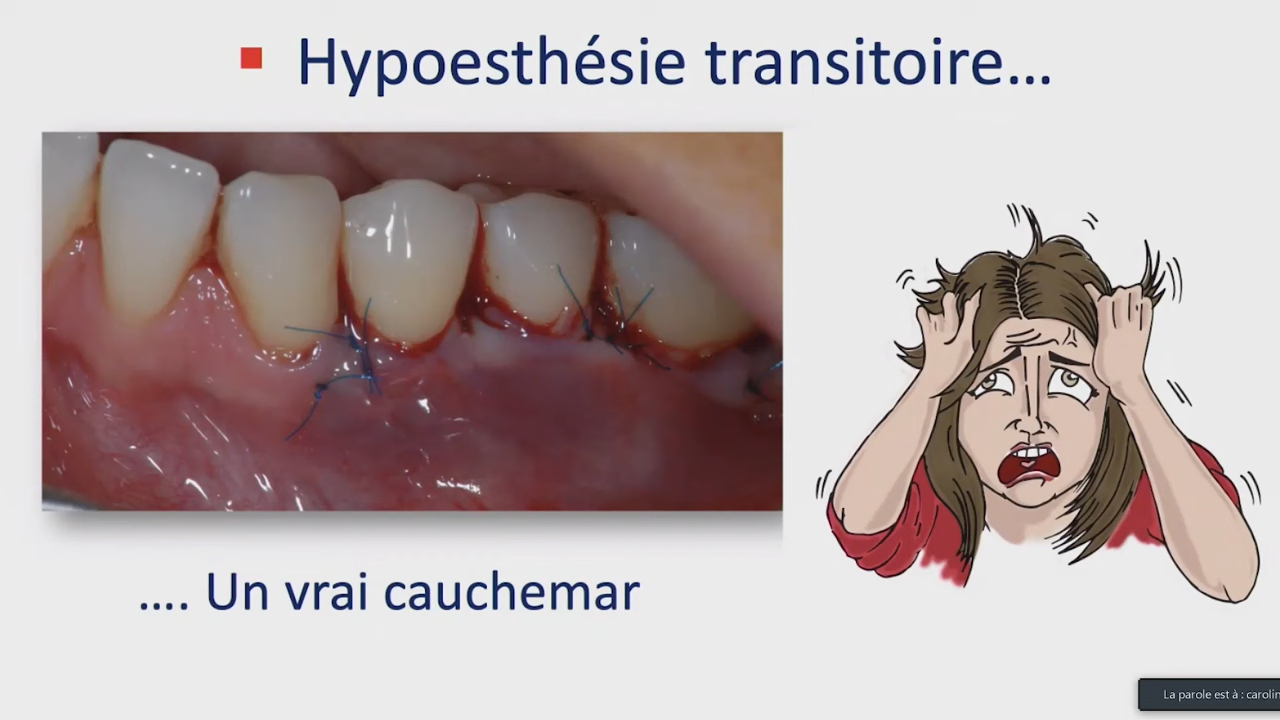 Hypoesthésie transitoire...
.... Un vrai cauchemar
La parole est à : carolin